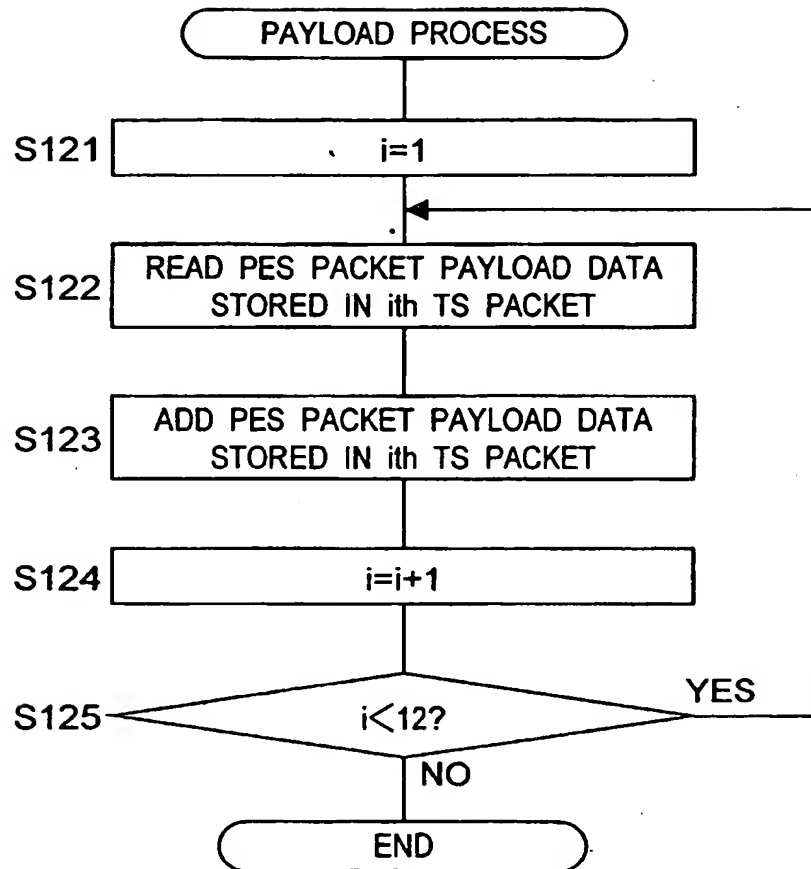 PAYLOAD PROCESS
S121
i=1
S122
READ PES PACKET PAYLOAD DATA
STORED IN ith TS PACKET
S123
ADD PES PACKET PAYLOAD DATA
STORED IN ith TS PACKET
S124
i=i+1
S125
i<12?
YES
NO
END